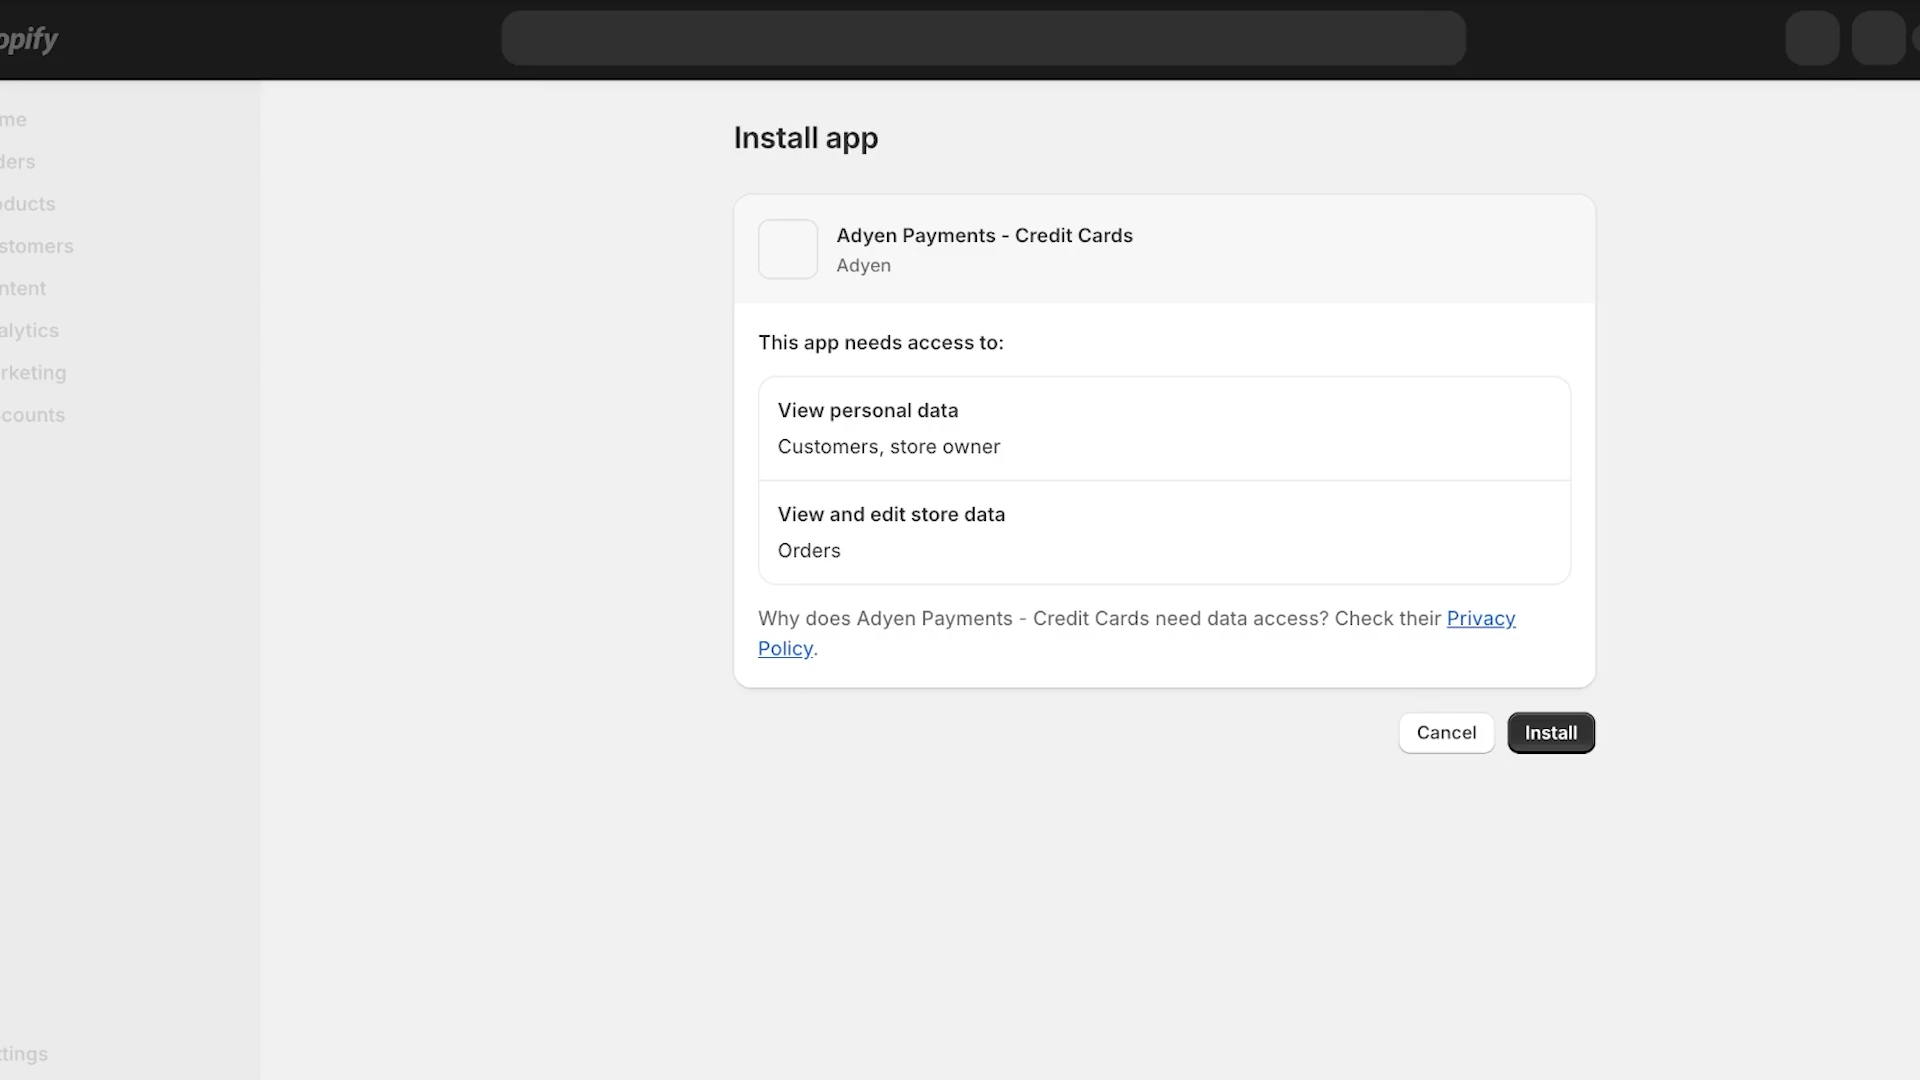 opify
me
ders
oducts
stomers
ntent
alytics
rketing
counts
ttings
Install app
Adyen Payments - Credit Cards
Adyen
This app needs access to:
View personal data
Customers, store owner
View and edit store data
Orders
Why does Adyen Payments - Credit Cards need data access? Check their Privacy
Policy.
Cancel
Install